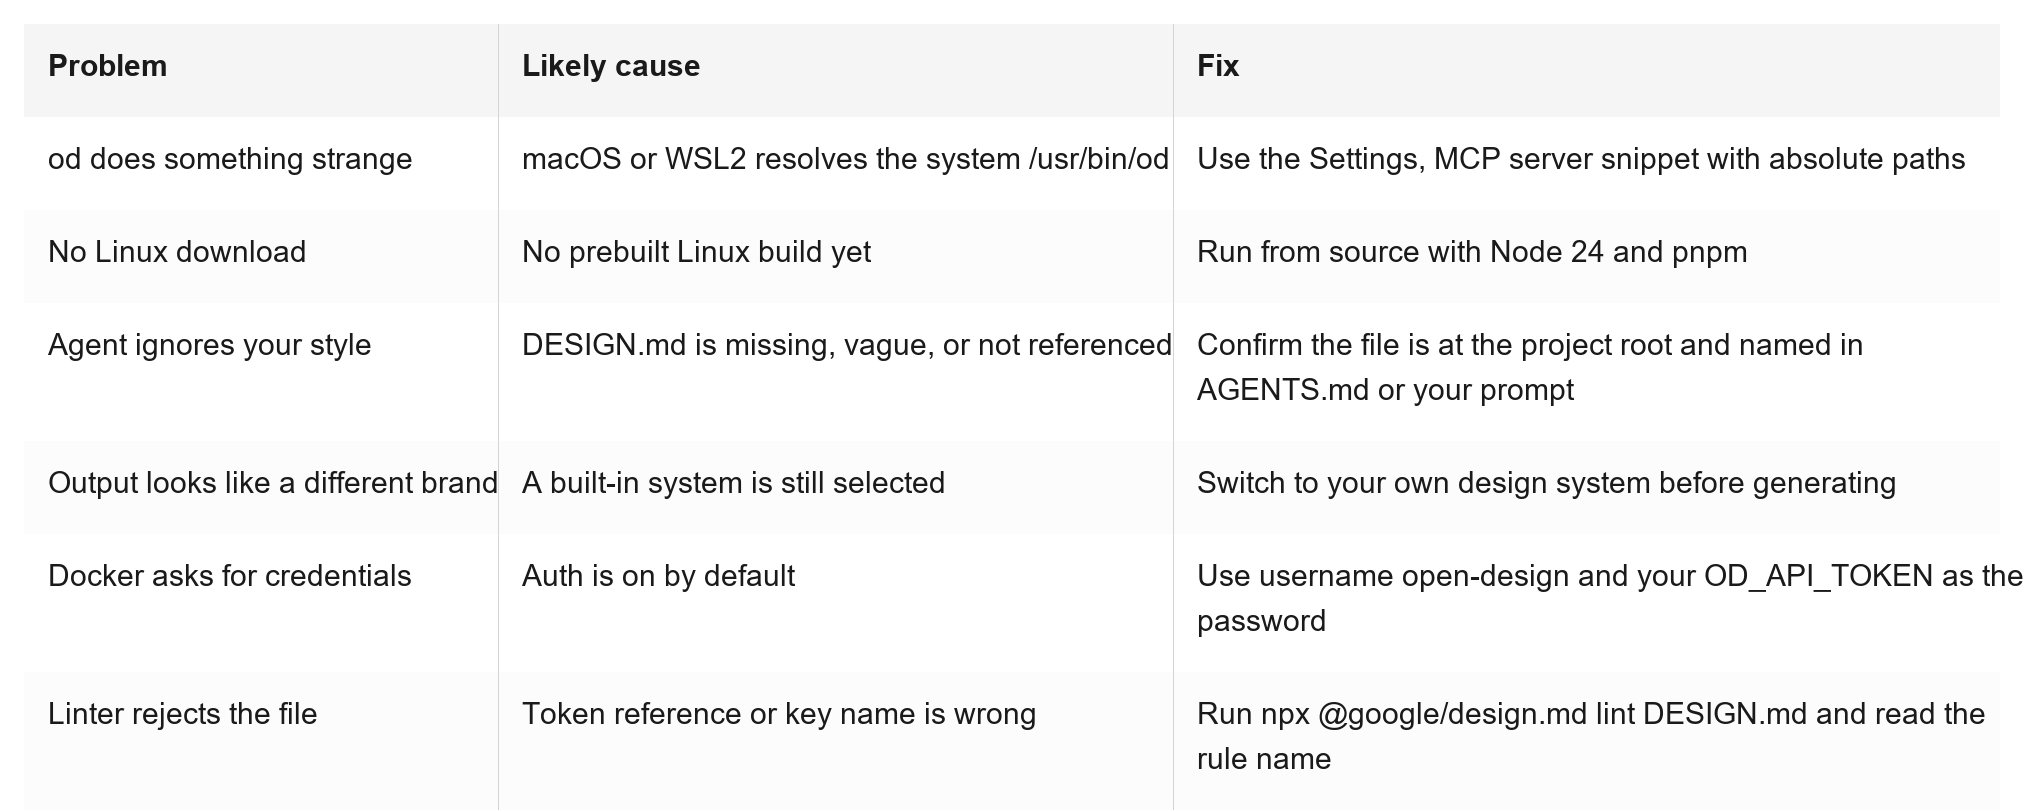 Problem Likely cause Fix
od does something strange macOS or WSL2 resolves the system /usr/bin/od Use the Settings, MCP server snippet with absolute paths
No Linux download No prebuilt Linux build yet Run from source with Node 24 and pnpm
Agent ignores your style DESIGN.md is missing, vague, or not referenced Confirm the file is at the project root and named in
AGENTS.md or your prompt
Output looks like a different brand A built-in system is still selected Switch to your own design system before generating
Docker asks for credentials Auth is on by default Use username open-design and your OD_API_TOKEN as the
password
Linter rejects the file Token reference or key name is wrong Run npx @google/design.md lint DESIGN.md and read the
rule name